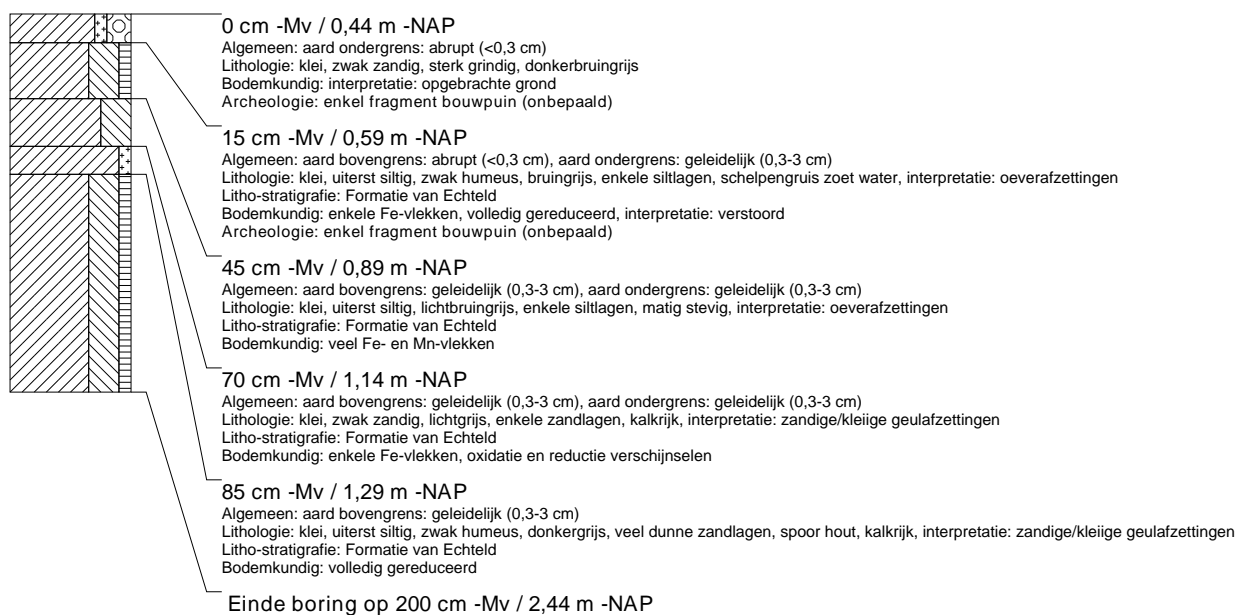 0 cm -Mv / 0,44 m -NAP
Algemeen: aard ondergrens: abrupt (<0,3 cm)
Lithologie: klei, zwak zandig, sterk grindig, donkerbruingrijs
Bodemkundig: interpretatie: opgebrachte grond
Archeologie: enkel fragment bouwpuin (onbepaald)
15 cm -Mv / 0,59 m -NAP
Algemeen: aard bovengrens: abrupt (<0,3 cm), aard ondergrens: geleidelijk (0,3-3 cm)
Lithologie: klei, uiterst siltig, zwak humeus, bruingrijs, enkele siltlagen, schelpengruis zoet water, interpretatie: oeverafzettingen
Litho-stratigrafie: Formatie van Echteld
Bodemkundig: enkele Fe-vlekken, volledig gereduceerd, interpretatie: verstoord
Archeologie: enkel fragment bouwpuin (onbepaald)
45 cm -Mv / 0,89 m -NAP
Algemeen: aard bovengrens: geleidelijk (0,3-3 cm), aard ondergrens: geleidelijk (0,3-3 cm)
Lithologie: klei, uiterst siltig, lichtbruingrijs, enkele siltlagen, matig stevig, interpretatie: oeverafzettingen
Litho-stratigrafie: Formatie van Echteld
Bodemkundig: veel Fe- en Mn-vlekken
70 cm -Mv / 1,14 m -NAP
Algemeen: aard bovengrens: geleidelijk (0,3-3 cm), aard ondergrens: geleidelijk (0,3-3 cm)
Lithologie: klei, zwak zandig, lichtgrijs, enkele zandlagen, kalkrijk, interpretatie: zandige/kleiige geulafzettingen
Litho-stratigrafie: Formatie van Echteld
Bodemkundig: enkele Fe-vlekken, oxidatie en reductie verschijnselen
85 cm -Mv / 1,29 m -NAP
Algemeen: aard bovengrens: geleidelijk (0,3-3 cm)
Lithologie: klei, uiterst siltig, zwak humeus, donkergrijs, veel dunne zandlagen, spoor hout, kalkrijk, interpretatie: zandige/kleiige geulafzettingen
Litho-stratigrafie: Formatie van Echteld
Bodemkundig: volledig gereduceerd
Einde boring op 200 cm -Mv / 2,44 m -NAP